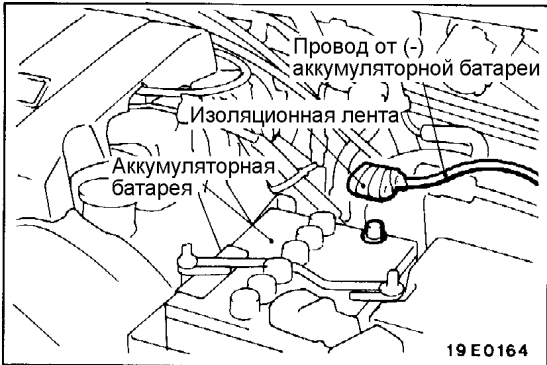 Провод от (-)
аккумуляторной батареи
Изоляционная лента
Аккумуляторная
батарея
19E0164